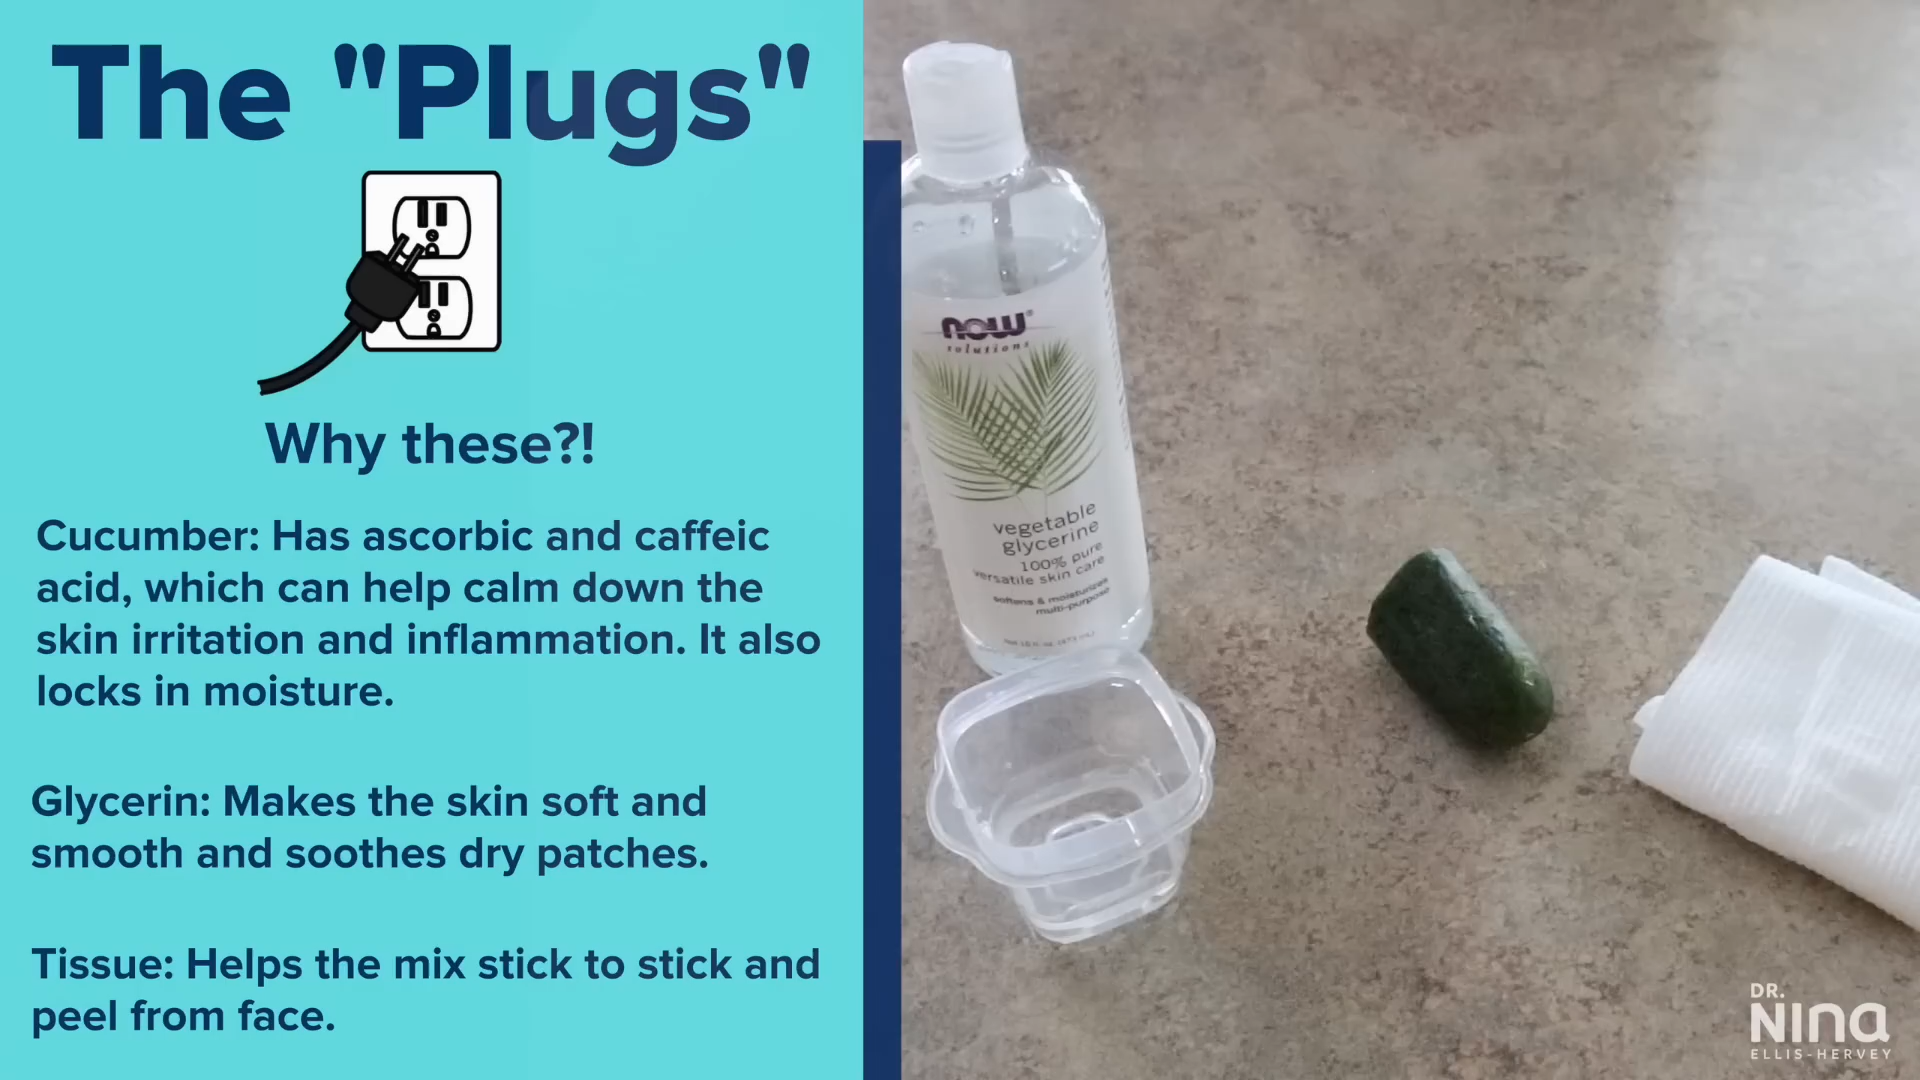 The "Plugs"
Why these?!
Cucumber: Has ascorbic and caffeic
acid, which can help calm down the
skin irritation and inflammation. It also
locks in moisture.
Glycerin: Makes the skin soft and
smooth and soothes dry patches.
Tissue: Helps the mix stick to stick and
peel from face.
now®
solutions
vegetable
glycerine
100% pure
versatile skin care
softens & moisturizes
multi-purpose
DR.
Nina
ELLIS-HERVEY